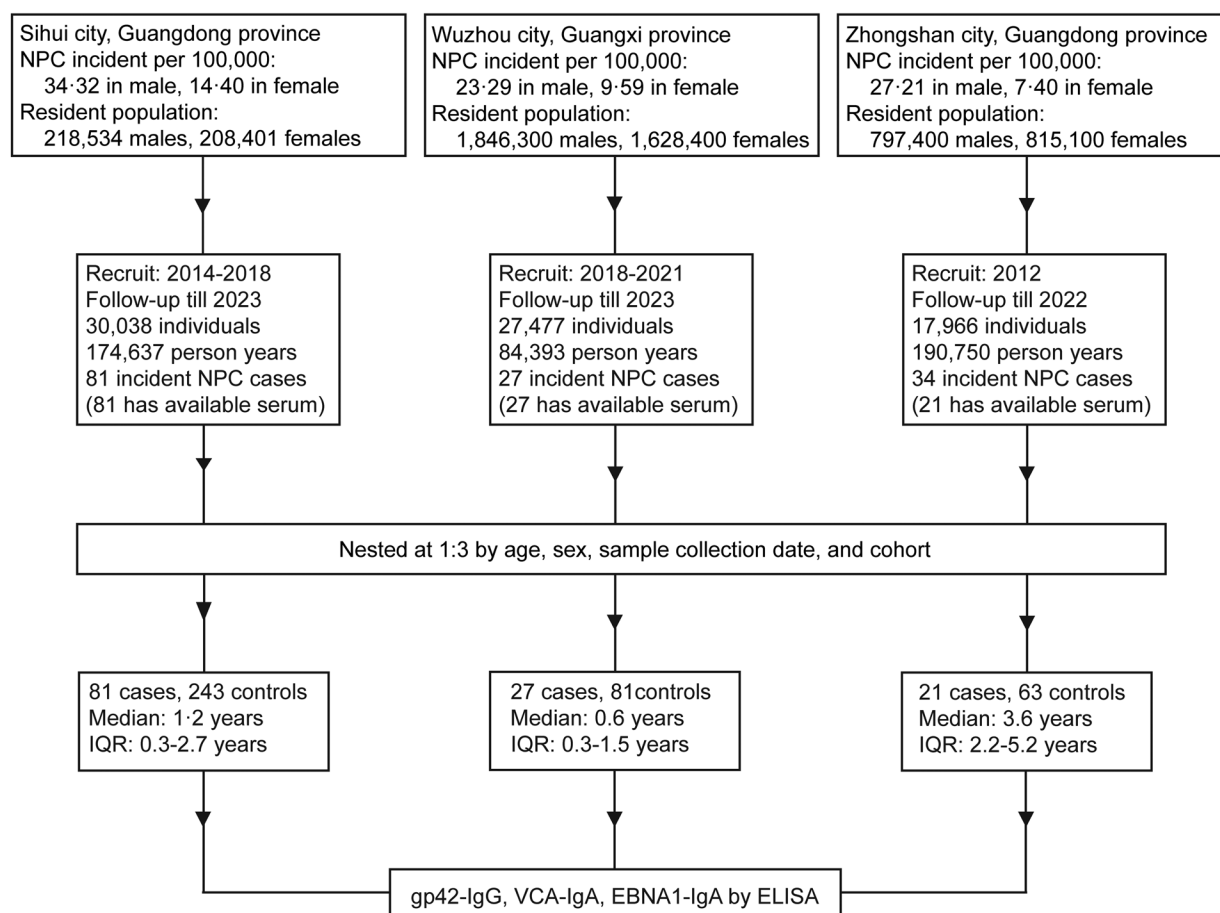 Sihui city, Guangdong province
NPC incident per 100,000:
34·32 in male, 14·40 in female
Resident population:
218,534 males, 208,401 females
Wuzhou city, Guangxi province
NPC incident per 100,000:
23·29 in male, 9·59 in female
Resident population:
1,846,300 males, 1,628,400 females
Zhongshan city, Guangdong province
NPC incident per 100,000:
27·21 in male, 7·40 in female
Resident population:
797,400 males, 815,100 females
Recruit: 2014-2018
Follow-up till 2023
30,038 individuals
174,637 person years
81 incident NPC cases
(81 has available serum)
Recruit: 2018-2021
Follow-up till 2023
27,477 individuals
84,393 person years
27 incident NPC cases
(27 has available serum)
Recruit: 2012
Follow-up till 2022
17,966 individuals
190,750 person years
34 incident NPC cases
(21 has available serum)
Nested at 1:3 by age, sex, sample collection date, and cohort
81 cases, 243 controls
Median: 1·2 years
IQR: 0.3-2.7 years
27 cases, 81controls
Median: 0.6 years
IQR: 0.3-1.5 years
21 cases, 63 controls
Median: 3.6 years
IQR: 2.2-5.2 years
gp42-IgG, VCA-IgA, EBNA1-IgA by ELISA